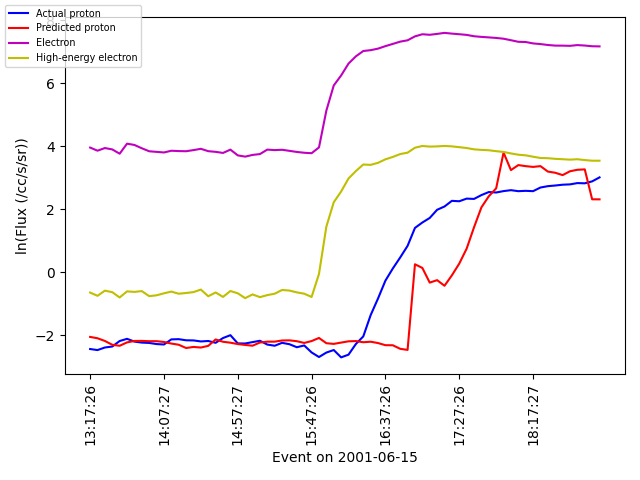 Actual proton
Predicted proton
Electron
High-energy electron
8
6
4
2
0
−2
ln(Flux (/cc/s/sr))
13:17:26
14:07:27
14:57:27
15:47:26
16:37:26
17:27:26
18:17:27
Event on 2001-06-15